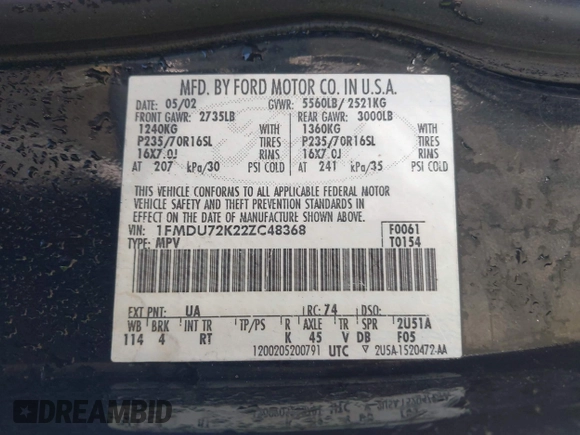 MFD. BY FORD MOTOR CO. IN U.S.A.
DATE: 05/02 GVWR: 5560LB/ 2521KG
FRONT GAWR: 2735LB REAR GAWR: 3000LB
1240KG WITH 1360KG WITH
P235/70R16SL TIRES P235/70R16SL TIRES
16X7.0J RIMS 16X7.0J RIMS
AT 207 kPa/30 PSI COLD AT 241 kPa/35 PSI COLD
THIS VEHICLE CONFORMS TO ALL APPLICABLE FEDERAL MOTOR
VEHICLE SAFETY AND THEFT PREVENTION STANDARDS IN EFFECT
ON THE DATE OF MANUFACTURE SHOWN ABOVE.
VIN: 1FMDU72K22ZC48368 F0061
TYPE: MPV T0154
EXT PNT: UA RC: 74 DSO:
WB BRK INT TR TP/PS R AXLE TR SPR 2U51A
114 4 RT K 45 V DB F05
1200205200791 UTC ▽ 2U5A-1520472-AA
DREAMBID